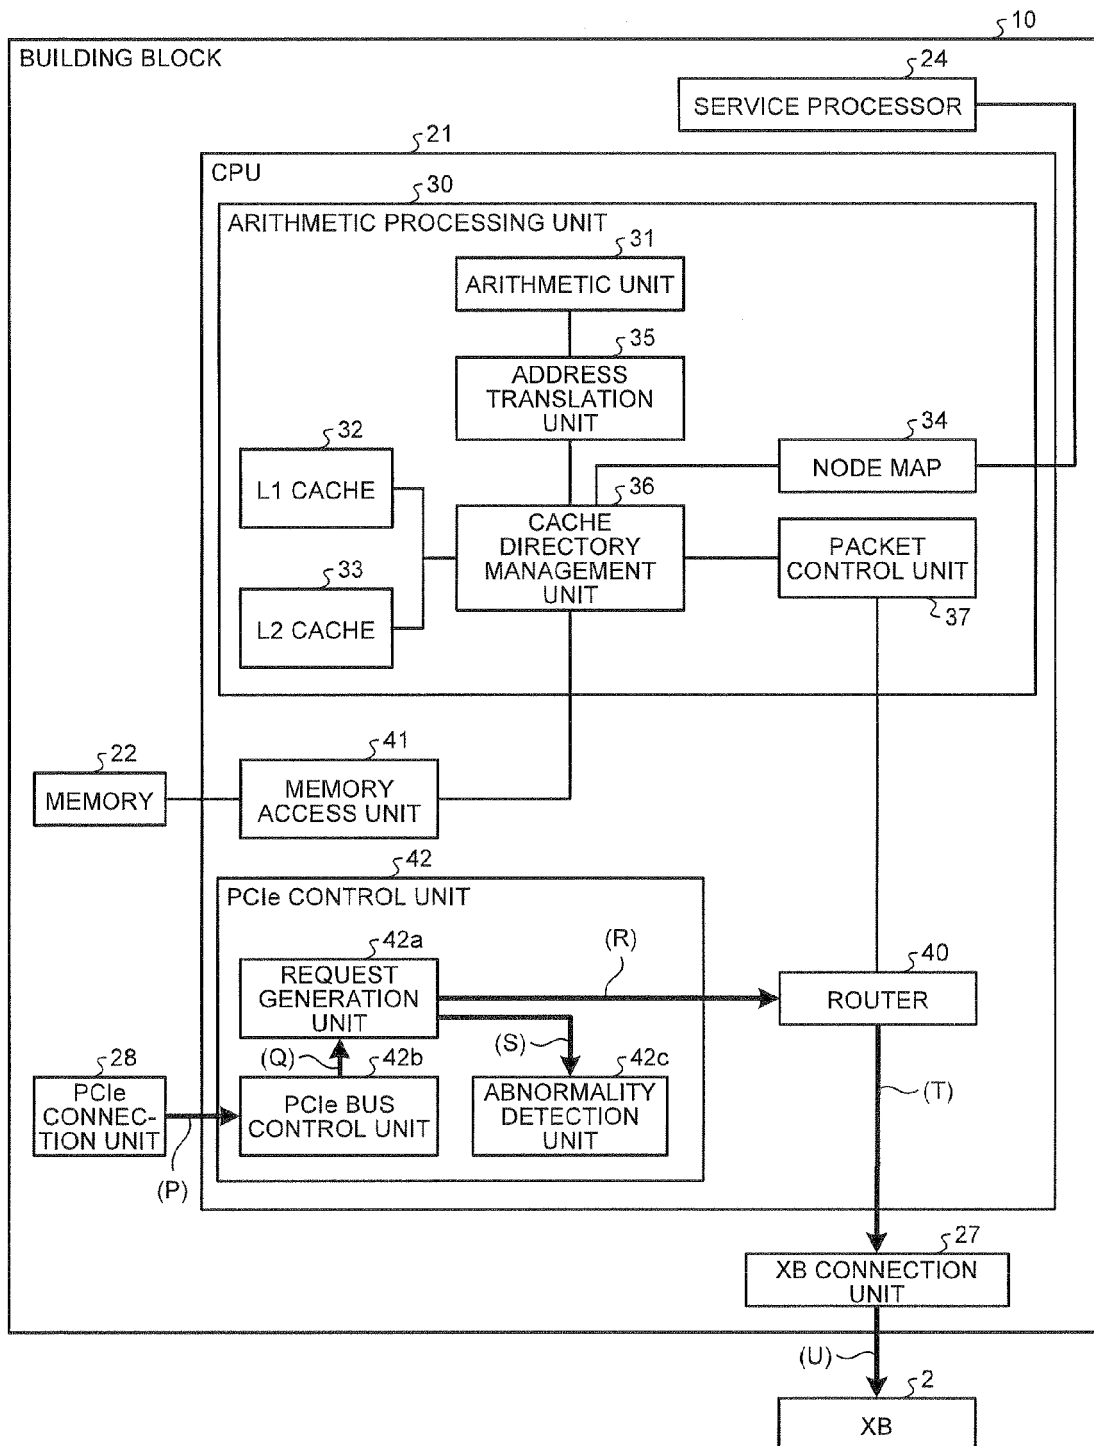 10
BUILDING BLOCK
24
SERVICE PROCESSOR
21
CPU
30
ARITHMETIC PROCESSING UNIT
31
ARITHMETIC UNIT
35
ADDRESS
TRANSLATION
UNIT
32
L1 CACHE
34
NODE MAP
36
CACHE
DIRECTORY
MANAGEMENT
UNIT
PACKET
CONTROL UNIT
37
33
L2 CACHE
22
MEMORY
41
MEMORY
ACCESS UNIT
42
PCIe CONTROL UNIT
42a
REQUEST
GENERATION
UNIT
(R)
40
ROUTER
(Q)
(S)
28
PCIe
CONNEC-
TION UNIT
(P)
42b
PCIe BUS
CONTROL UNIT
42c
ABNORMALITY
DETECTION
UNIT
(T)
27
XB CONNECTION
UNIT
(U)
2
XB